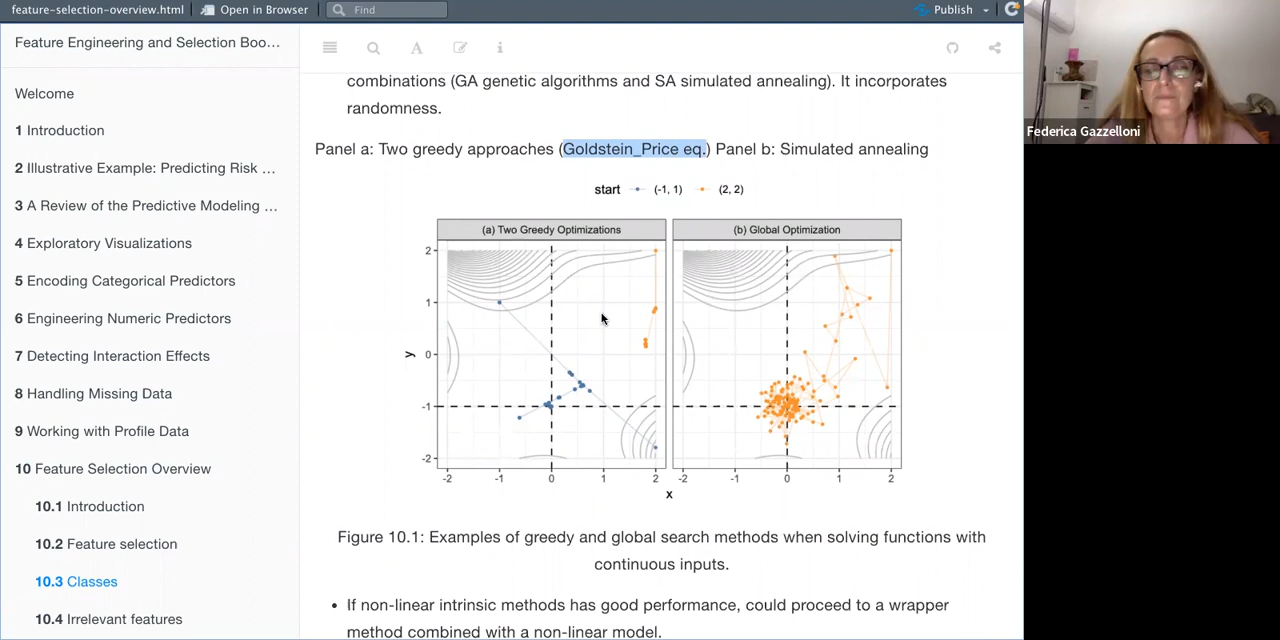 feature-selection-overview.html
Open in Browser
Find
Publish
Feature Engineering and Selection Boo…
Welcome
1 Introduction
2 Illustrative Example: Predicting Risk …
3 A Review of the Predictive Modeling …
4 Exploratory Visualizations
5 Encoding Categorical Predictors
6 Engineering Numeric Predictors
7 Detecting Interaction Effects
8 Handling Missing Data
9 Working with Profile Data
10 Feature Selection Overview
10.1 Introduction
10.2 Feature selection
10.3 Classes
10.4 Irrelevant features
combinations (GA genetic algorithms and SA simulated annealing). It incorporates
randomness.
Panel a: Two greedy approaches (Goldstein_Price eq.) Panel b: Simulated annealing
start (-1, 1) (2, 2)
(a) Two Greedy Optimizations
(b) Global Optimization
2
1
0
-1
-2
y
-2 -1 0 1 2
-2 -1 0 1 2
x
Figure 10.1: Examples of greedy and global search methods when solving functions with
continuous inputs.
• If non-linear intrinsic methods has good performance, could proceed to a wrapper
method combined with a non-linear model.
Federica Gazzelloni